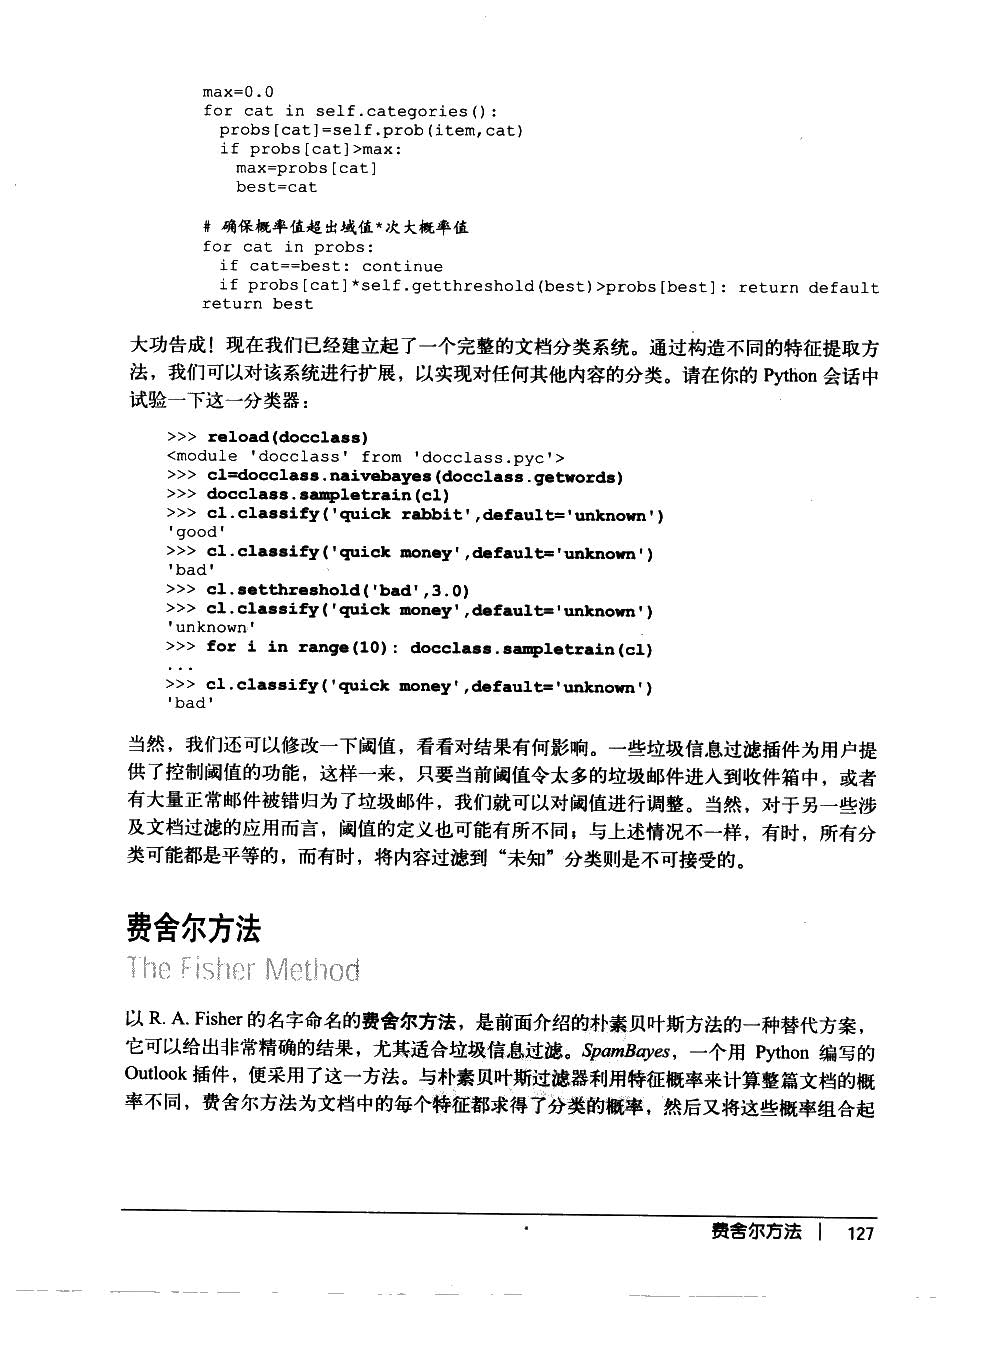 max=0.0
for cat in self.categories():
  probs[cat]=self.prob(item,cat)
  if probs[cat]>max:
    max=probs[cat]
    best=cat

# 确保概率值超出域值*次大概率值
for cat in probs:
  if cat==best: continue
  if probs[cat]*self.getthreshold(best)>probs[best]: return default
return best
大功告成！现在我们已经建立起了一个完整的文档分类系统。通过构造不同的特征提取方
法，我们可以对该系统进行扩展，以实现对任何其他内容的分类。请在你的 Python 会话中
试验一下这一分类器：
>>> reload(docclass)
<module 'docclass' from 'docclass.pyc'>
>>> cl=docclass.naivebayes(docclass.getwords)
>>> docclass.sampletrain(cl)
>>> cl.classify('quick rabbit',default='unknown')
'good'
>>> cl.classify('quick money',default='unknown')
'bad'
>>> cl.setthreshold('bad',3.0)
>>> cl.classify('quick money',default='unknown')
'unknown'
>>> for i in range(10): docclass.sampletrain(cl)
...
>>> cl.classify('quick money',default='unknown')
'bad'
当然，我们还可以修改一下阈值，看看对结果有何影响。一些垃圾信息过滤插件为用户提
供了控制阈值的功能，这样一来，只要当前阈值令太多的垃圾邮件进入到收件箱中，或者
有大量正常邮件被错归为了垃圾邮件，我们就可以对阈值进行调整。当然，对于另一些涉
及文档过滤的应用而言，阈值的定义也可能有所不同；与上述情况不一样，有时，所有分
类可能都是平等的，而有时，将内容过滤到“未知”分类则是不可接受的。
费舍尔方法
The Fisher Method
以 R. A. Fisher 的名字命名的费舍尔方法，是前面介绍的朴素贝叶斯方法的一种替代方案，
它可以给出非常精确的结果，尤其适合垃圾信息过滤。SpamBayes，一个用 Python 编写的
Outlook 插件，便采用了这一方法。与朴素贝叶斯过滤器利用特征概率来计算整篇文档的概
率不同，费舍尔方法为文档中的每个特征都求得了分类的概率，然后又将这些概率组合起
费舍尔方法 | 127